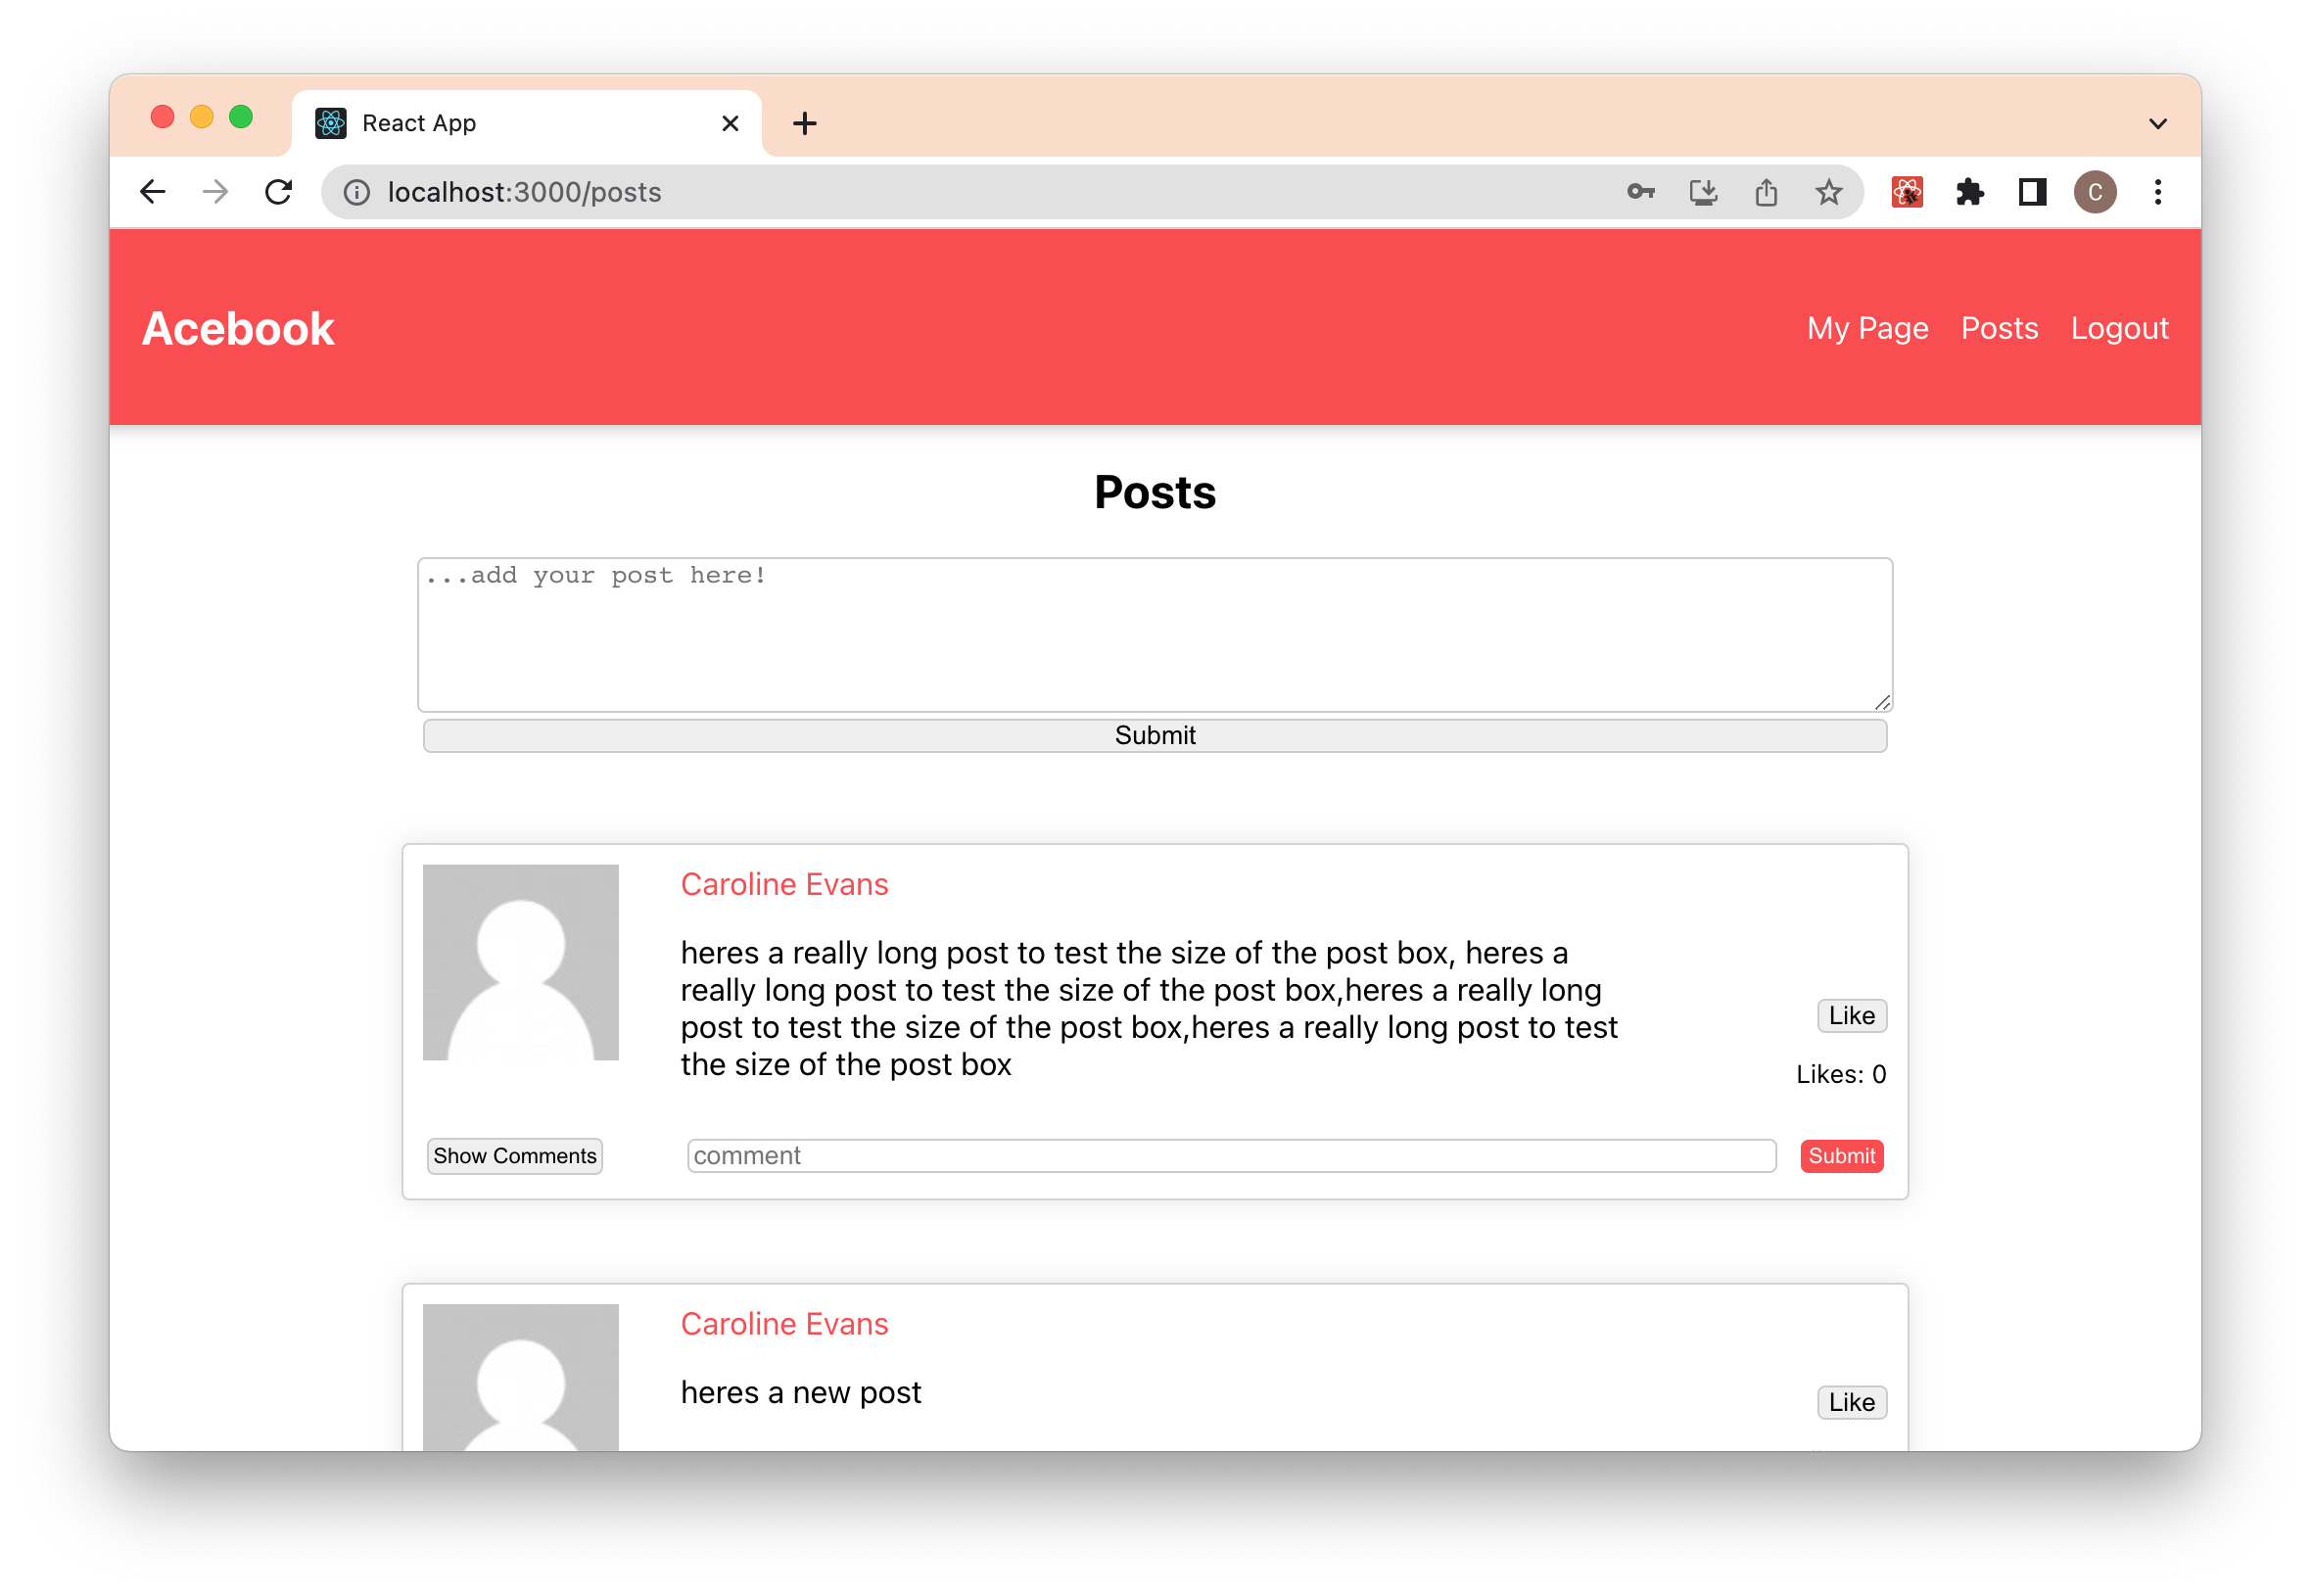 React App
localhost:3000/posts
C
Acebook
My Page Posts Logout
Posts
...add your post here!
Submit
Caroline Evans
heres a really long post to test the size of the post box, heres a
really long post to test the size of the post box,heres a really long
post to test the size of the post box,heres a really long post to test
the size of the post box
Like
Likes: 0
Show Comments
comment
Submit
Caroline Evans
heres a new post
Like